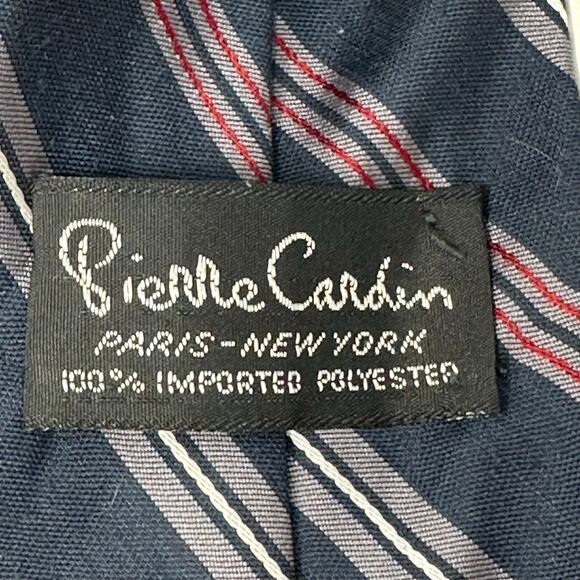 Pierre Cardin
PARIS-NEW YORK
100% IMPORTED POLYESTER